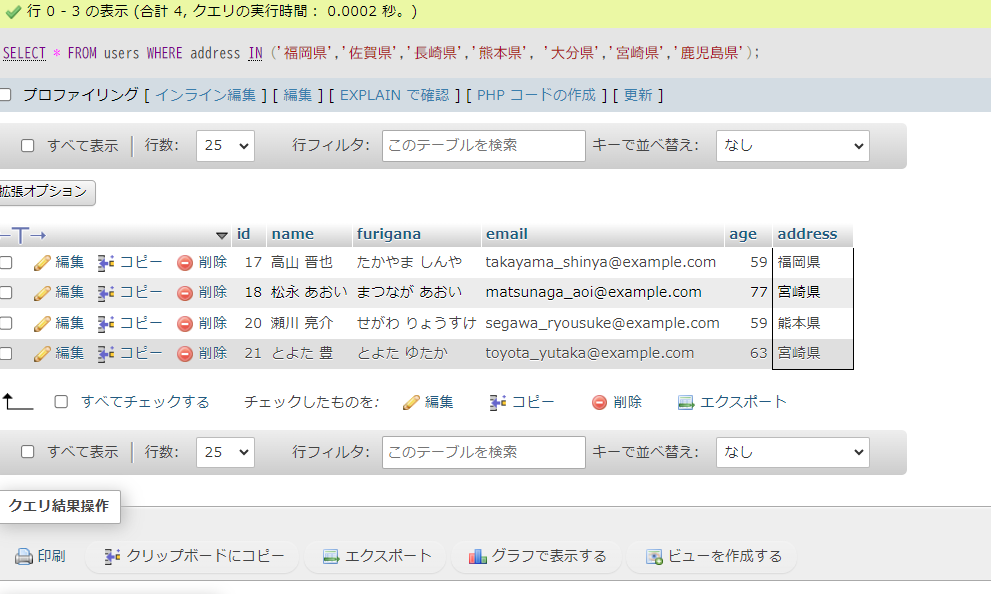 行 0 - 3 の表示 (合計 4, クエリの実行時間： 0.0002 秒。)
SELECT * FROM users WHERE address IN ('福岡県','佐賀県','長崎県','熊本県', '大分県','宮崎県','鹿児島県');
プロファイリング [ インライン編集 ] [ 編集 ] [ EXPLAIN で確認 ] [ PHP コードの作成 ] [ 更新 ]
すべて表示 行数: 25 行フィルタ: このテーブルを検索 キーで並べ替え: なし
拡張オプション
←T→ id name furigana email age address
編集 コピー 削除 17 高山 晋也 たかやま しんや takayama_shinya@example.com 59 福岡県
編集 コピー 削除 18 松永 あおい まつなが あおい matsunaga_aoi@example.com 77 宮崎県
編集 コピー 削除 20 瀬川 亮介 せがわ りょうすけ segawa_ryousuke@example.com 59 熊本県
編集 コピー 削除 21 とよた 豊 とよた ゆたか toyota_yutaka@example.com 63 宮崎県
すべてチェックする チェックしたものを: 編集 コピー 削除 エクスポート
すべて表示 行数: 25 行フィルタ: このテーブルを検索 キーで並べ替え: なし
クエリ結果操作
印刷 クリップボードにコピー エクスポート グラフで表示する ビューを作成する